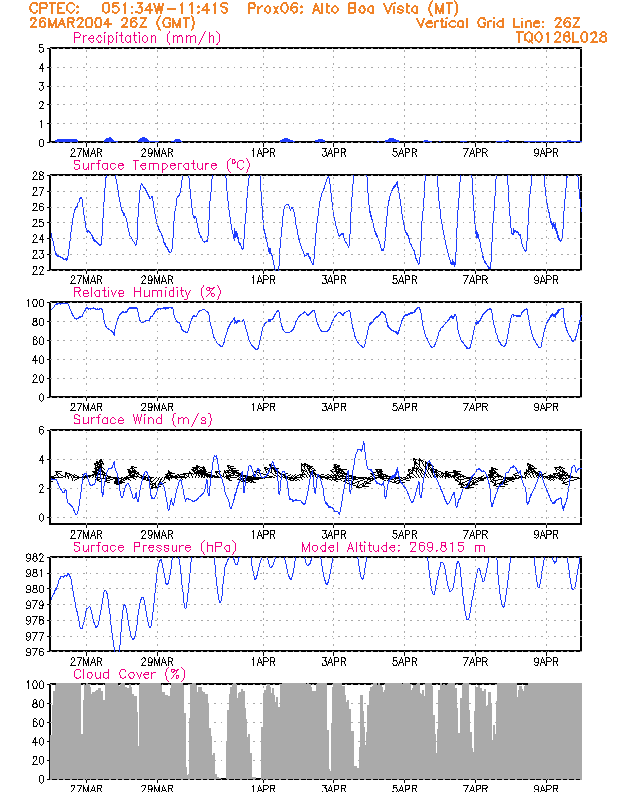 CPTEC: 051:34W-11:41S Prox06: Alto Boa Vista (MT)
26MAR2004 26Z (GMT) Vertical Grid Line: 26Z
Precipitation (mm/h) TQ0126L028
5
4
3
2
1
0
27MAR 29MAR 1APR 3APR 5APR 7APR 9APR
Surface Temperature (°C)
28
27
26
25
24
23
22
27MAR 29MAR 1APR 3APR 5APR 7APR 9APR
Relative Humidity (%)
100
80
60
40
20
0
27MAR 29MAR 1APR 3APR 5APR 7APR 9APR
Surface Wind (m/s)
6
4
2
0
27MAR 29MAR 1APR 3APR 5APR 7APR 9APR
Surface Pressure (hPa) Model Altitude: 269.815 m
982
981
980
979
978
977
976
27MAR 29MAR 1APR 3APR 5APR 7APR 9APR
Cloud Cover (%)
100
80
60
40
20
0
27MAR 29MAR 1APR 3APR 5APR 7APR 9APR